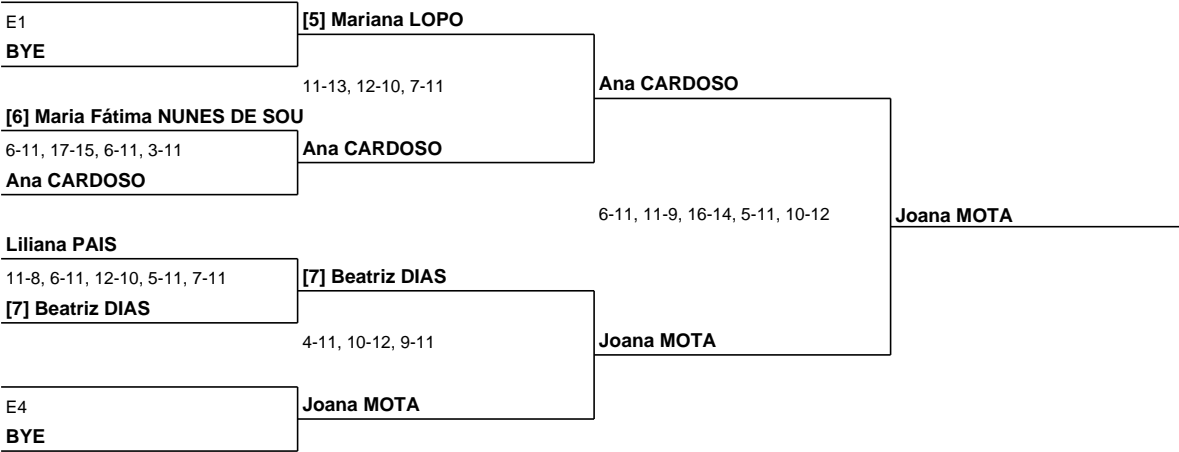 E1
BYE
[5] Mariana LOPO
11-13, 12-10, 7-11
Ana CARDOSO
[6] Maria Fátima NUNES DE SOU
6-11, 17-15, 6-11, 3-11
Ana CARDOSO
Ana CARDOSO
6-11, 11-9, 16-14, 5-11, 10-12
Joana MOTA
Liliana PAIS
11-8, 6-11, 12-10, 5-11, 7-11
[7] Beatriz DIAS
[7] Beatriz DIAS
4-11, 10-12, 9-11
Joana MOTA
E4
BYE
Joana MOTA